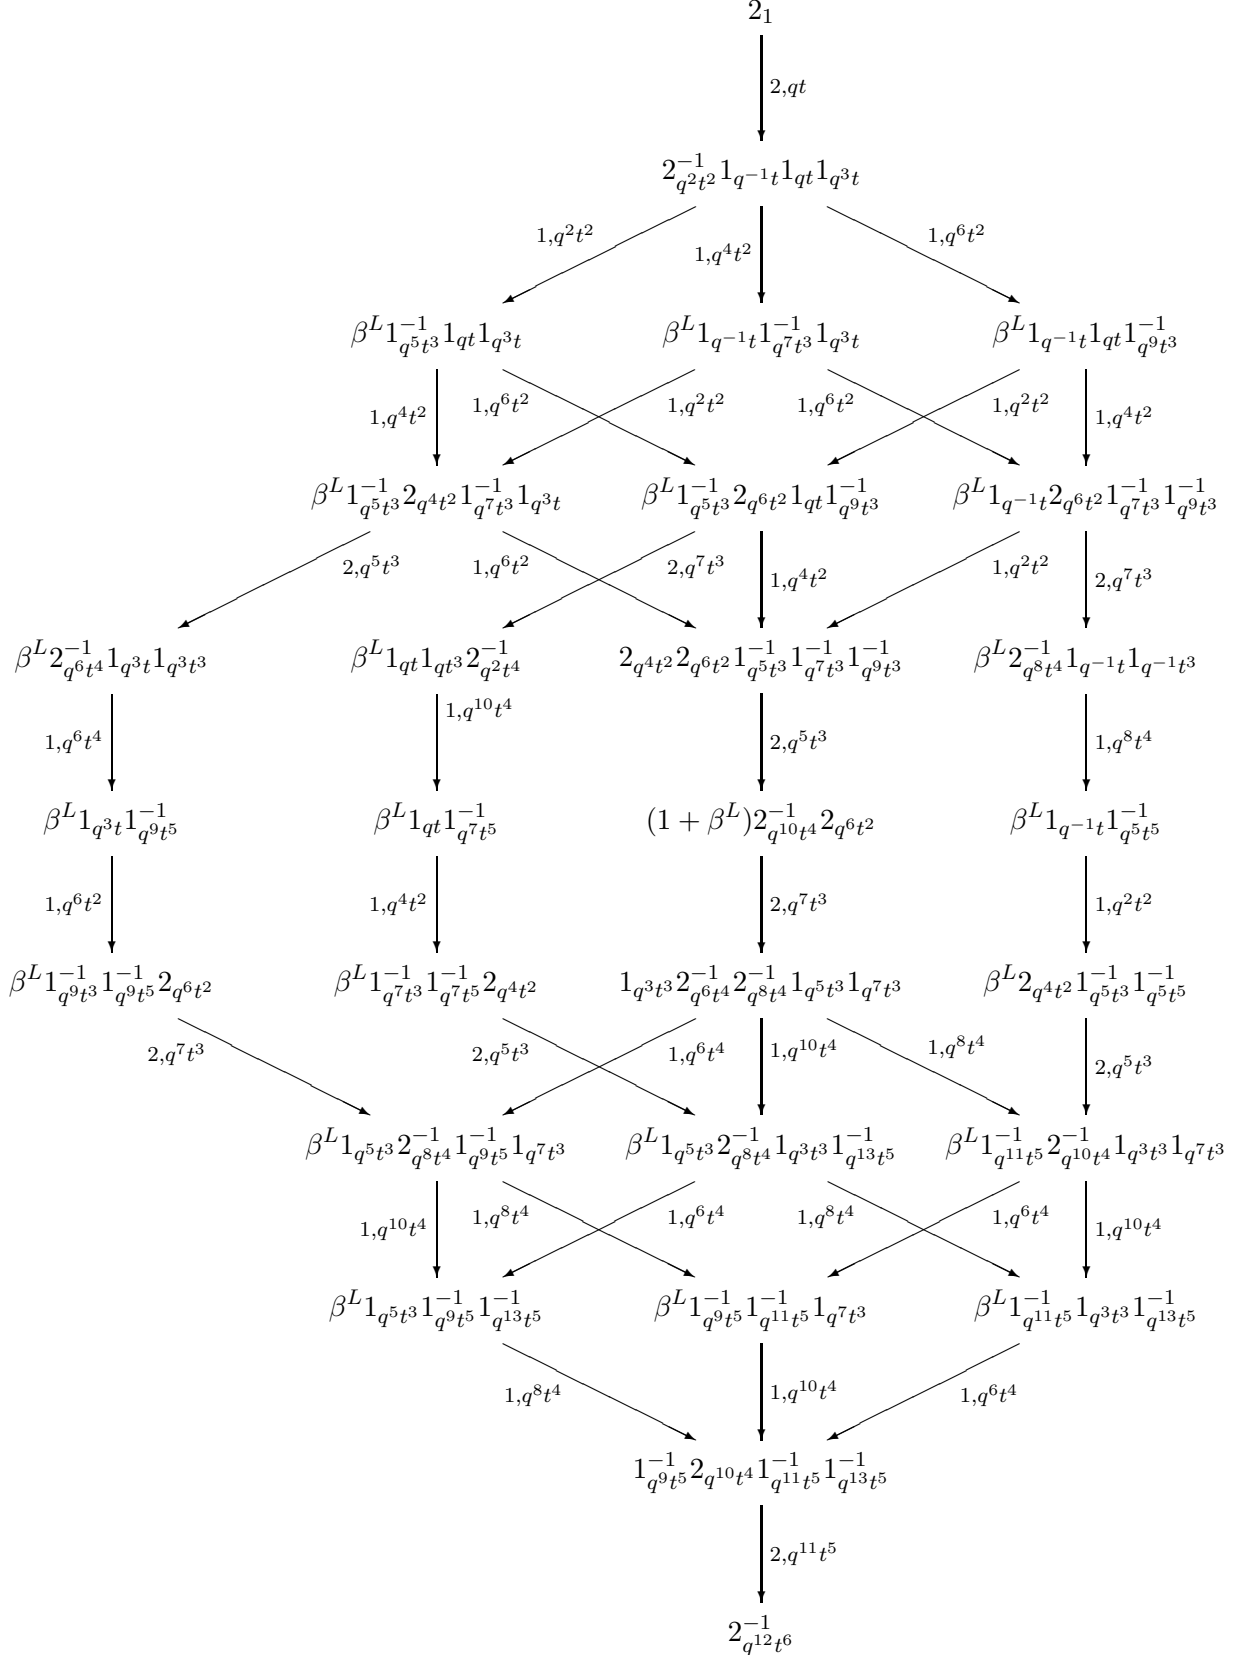 2_1
2,qt
2^{-1}_{q^2t^2}1_{q^{-1}t}1_{qt}1_{q^3t}
1,q^2t^2 1,q^4t^2 1,q^6t^2
β^L1^{-1}_{q^5t^3}1_{qt}1_{q^3t} β^L1_{q^{-1}t}1^{-1}_{q^7t^3}1_{q^3t} β^L1_{q^{-1}t}1_{qt}1^{-1}_{q^9t^3}
1,q^4t^2 1,q^6t^2 1,q^2t^2 1,q^6t^2 1,q^2t^2 1,q^4t^2
β^L1^{-1}_{q^5t^3}2_{q^4t^2}1^{-1}_{q^7t^3}1_{q^3t} β^L1^{-1}_{q^5t^3}2_{q^6t^2}1_{qt}1^{-1}_{q^9t^3} β^L1_{q^{-1}t}2_{q^6t^2}1^{-1}_{q^7t^3}1^{-1}_{q^9t^3}
2,q^5t^3 1,q^6t^2 2,q^7t^3 1,q^4t^2 1,q^2t^2 2,q^7t^3
β^L2^{-1}_{q^6t^4}1_{q^3t}1_{q^3t^3} β^L1_{qt}1_{qt^3}2^{-1}_{q^2t^4} 2_{q^4t^2}2_{q^6t^2}1^{-1}_{q^5t^3}1^{-1}_{q^7t^3}1^{-1}_{q^9t^3} β^L2^{-1}_{q^8t^4}1_{q^{-1}t}1_{q^{-1}t^3}
1,q^6t^4 1,q^{10}t^4 2,q^5t^3 1,q^8t^4
β^L1_{q^3t}1^{-1}_{q^9t^5} β^L1_{qt}1^{-1}_{q^7t^5} (1 + β^L)2^{-1}_{q^{10}t^4}2_{q^6t^2} β^L1_{q^{-1}t}1^{-1}_{q^5t^5}
1,q^6t^2 1,q^4t^2 2,q^7t^3 1,q^2t^2
β^L1^{-1}_{q^9t^3}1^{-1}_{q^9t^5}2_{q^6t^2} β^L1^{-1}_{q^7t^3}1^{-1}_{q^7t^5}2_{q^4t^2} 1_{q^3t^3}2^{-1}_{q^6t^4}2^{-1}_{q^8t^4}1_{q^5t^3}1_{q^7t^3} β^L2_{q^4t^2}1^{-1}_{q^5t^3}1^{-1}_{q^5t^5}
2,q^7t^3 2,q^5t^3 1,q^6t^4 1,q^{10}t^4 1,q^8t^4 2,q^5t^3
β^L1_{q^5t^3}2^{-1}_{q^8t^4}1^{-1}_{q^9t^5}1_{q^7t^3} β^L1_{q^5t^3}2^{-1}_{q^8t^4}1_{q^3t^3}1^{-1}_{q^{13}t^5} β^L1^{-1}_{q^{11}t^5}2^{-1}_{q^{10}t^4}1_{q^3t^3}1_{q^7t^3}
1,q^{10}t^4 1,q^8t^4 1,q^6t^4 1,q^8t^4 1,q^6t^4 1,q^{10}t^4
β^L1_{q^5t^3}1^{-1}_{q^9t^5}1^{-1}_{q^{13}t^5} β^L1^{-1}_{q^9t^5}1^{-1}_{q^{11}t^5}1_{q^7t^3} β^L1^{-1}_{q^{11}t^5}1_{q^3t^3}1^{-1}_{q^{13}t^5}
1,q^8t^4 1,q^{10}t^4 1,q^6t^4
1^{-1}_{q^9t^5}2_{q^{10}t^4}1^{-1}_{q^{11}t^5}1^{-1}_{q^{13}t^5}
2,q^{11}t^5
2^{-1}_{q^{12}t^6}